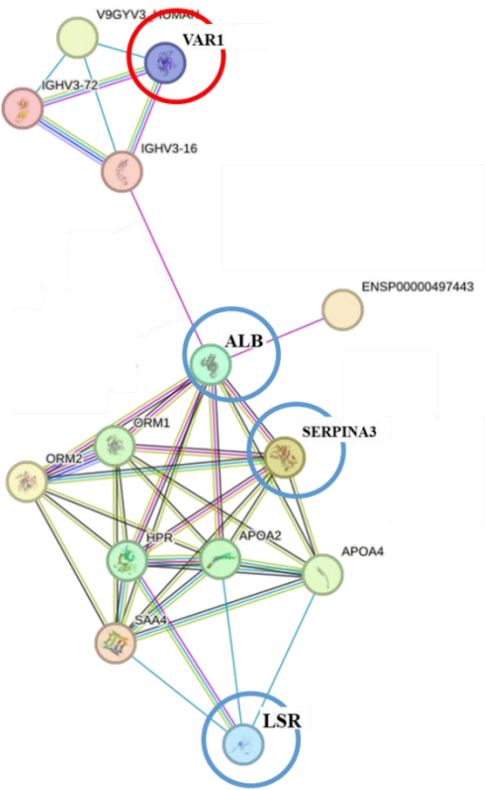 V9GYV3_HUMAN
VAR1
IGHV3-72
IGHV3-16
ENSP00000497443
ALB
ORM1
SERPINA3
ORM2
HPR
APOA2
APOA4
SAA4
LSR